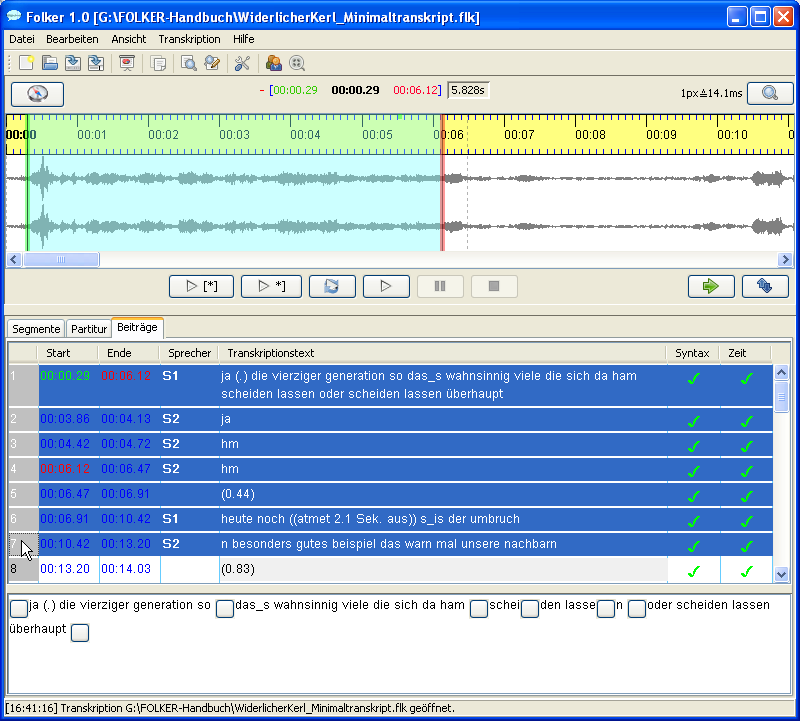 Folker 1.0 [G:\FOLKER-Handbuch\WiderlicherKerl_Minimaltranskript.flk]
Datei Bearbeiten Ansicht Transkription Hilfe
- [00:00.29 00:00.29 00:06.12] 5.828s 1px≙14.1ms
00:00 00:01 00:02 00:03 00:04 00:05 00:06 00:07 00:08 00:09 00:10
[*] *]
Segmente Partitur Beiträge
Start Ende Sprecher Transkriptionstext Syntax Zeit
1 00:00.29 00:06.12 S1 ja (.) die vierziger generation so das_s wahnsinnig viele die sich da ham
scheiden lassen oder scheiden lassen überhaupt
2 00:03.86 00:04.13 S2 ja
3 00:04.42 00:04.72 S2 hm
4 00:06.12 00:06.47 S2 hm
5 00:06.47 00:06.91 (0.44)
6 00:06.91 00:10.42 S1 heute noch ((atmet 2.1 Sek. aus)) s_is der umbruch
7 00:10.42 00:13.20 S2 n besonders gutes beispiel das warn mal unsere nachbarn
8 00:13.20 00:14.03 (0.83)
ja (.) die vierziger generation so das_s wahnsinnig viele die sich da ham schei den lasse n oder scheiden lassen
überhaupt
[16:41:16] Transkription G:\FOLKER-Handbuch\WiderlicherKerl_Minimaltranskript.flk geöffnet.